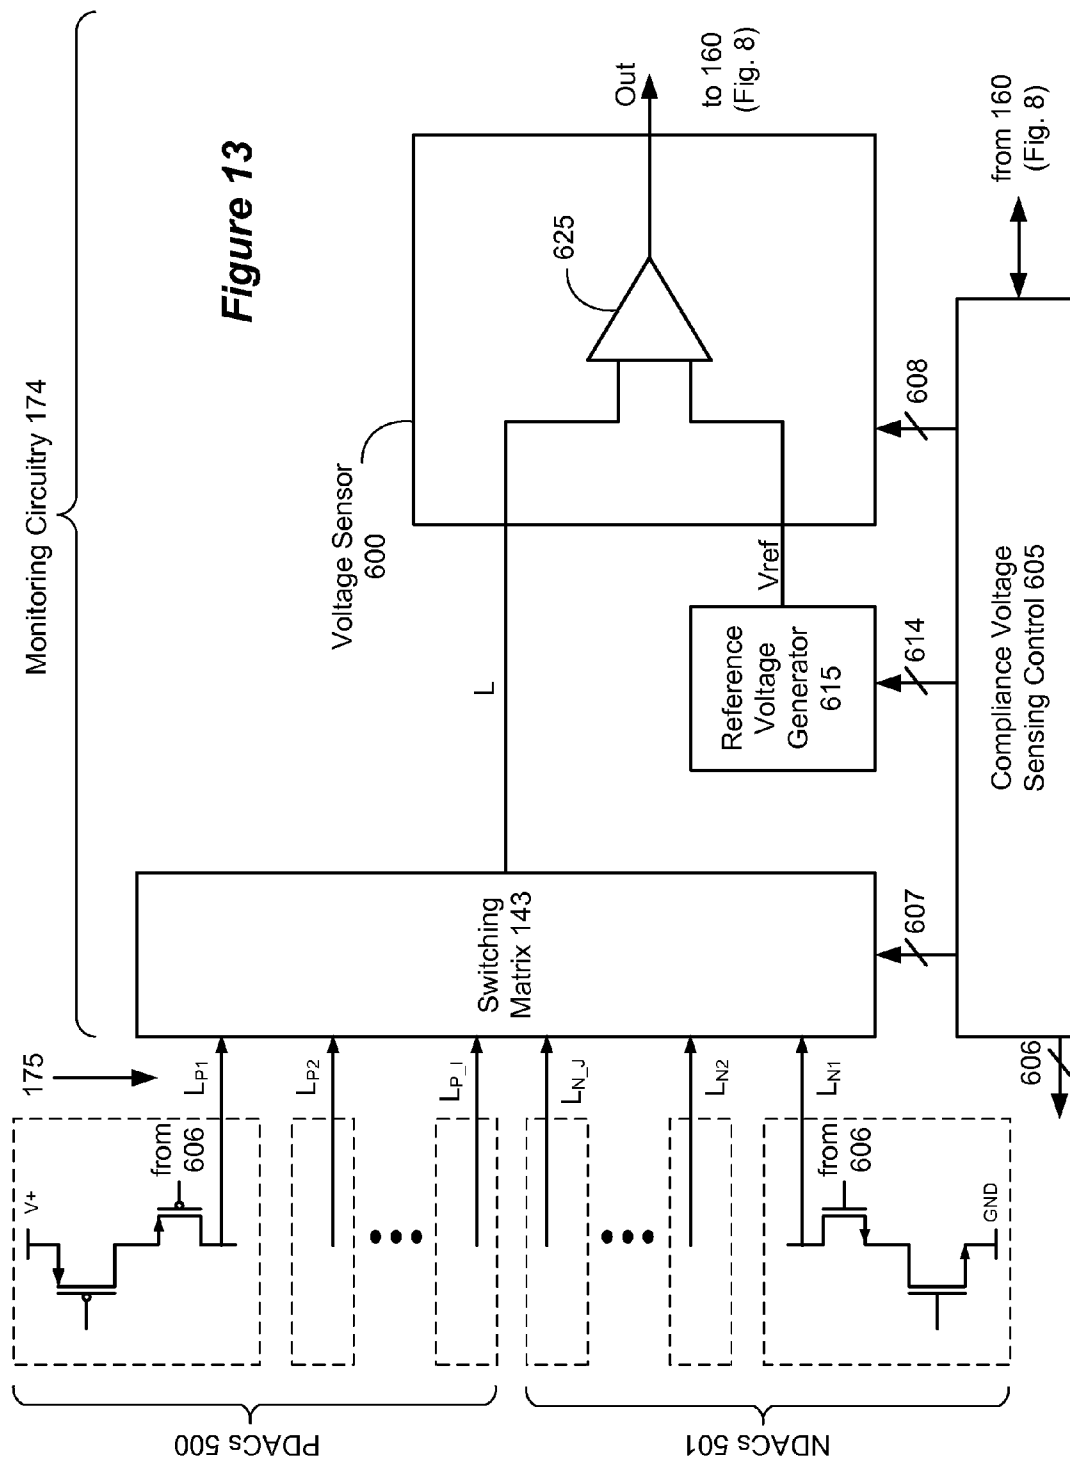 Monitoring Circuitry 174
Figure 13
175
V+
from
606
LP1
LP2
LP_I
LN_J
LN2
LN1
from
606
GND
PDACs 500
NDACs 501
Switching
Matrix 143
L
Voltage Sensor
600
625
Out
to 160
(Fig. 8)
Vref
Reference
Voltage
Generator
615
607
614
608
606
Compliance Voltage
Sensing Control 605
from 160
(Fig. 8)